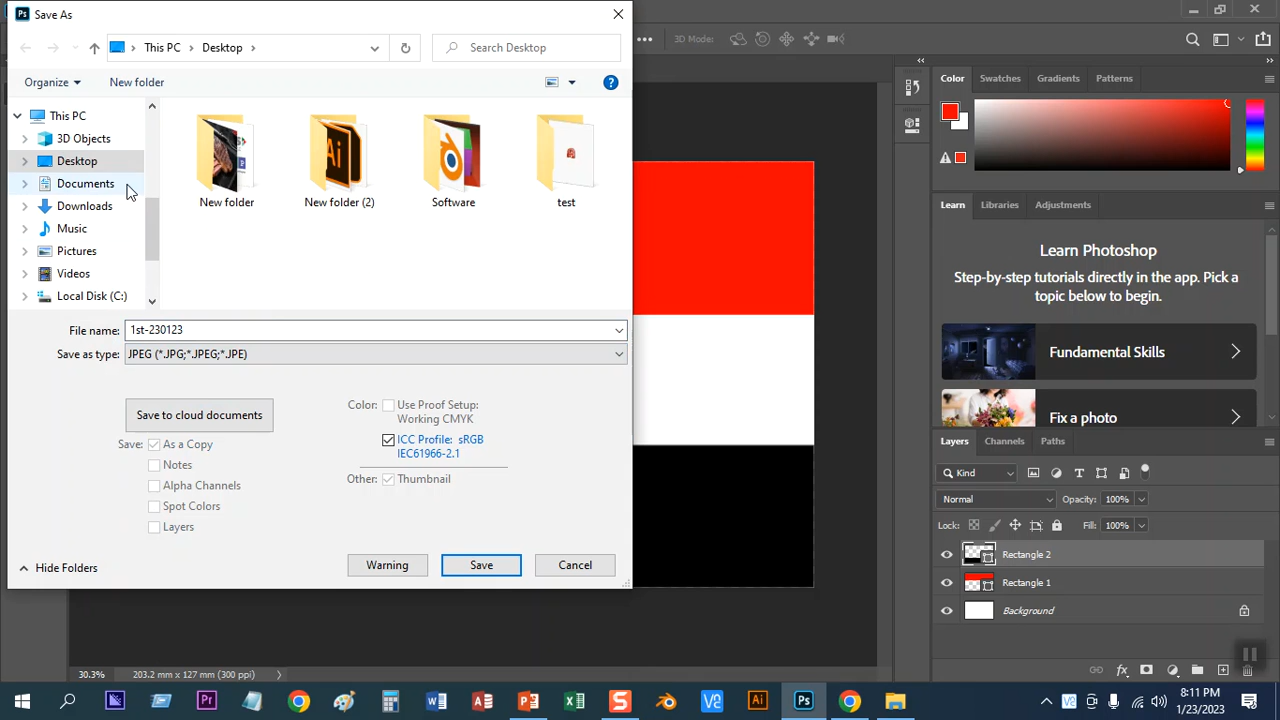 Ps Save As
This PC > Desktop >
Search Desktop
3D Mode:
Organize
New folder
This PC
3D Objects
Desktop
Documents
Downloads
Music
Pictures
Videos
Local Disk (C:)
Ai
New folder
New folder (2)
Software
test
File name: 1st-230123
Save as type: JPEG (*.JPG;*.JPEG;*.JPE)
Save to cloud documents
Save: As a Copy
Notes
Alpha Channels
Spot Colors
Layers
Color: Use Proof Setup:
Working CMYK
ICC Profile: sRGB
IEC61966-2.1
Other: Thumbnail
Hide Folders
Warning
Save
Cancel
Color Swatches Gradients Patterns
Learn Libraries Adjustments
Learn Photoshop
Step-by-step tutorials directly in the app. Pick a
topic below to begin.
Fundamental Skills
Fix a photo
Layers Channels Paths
Kind
Normal Opacity: 100%
Lock: Fill: 100%
Rectangle 2
Rectangle 1
Background
30.3% 203.2 mm x 127 mm (300 ppi)
8:11 PM
1/23/2023